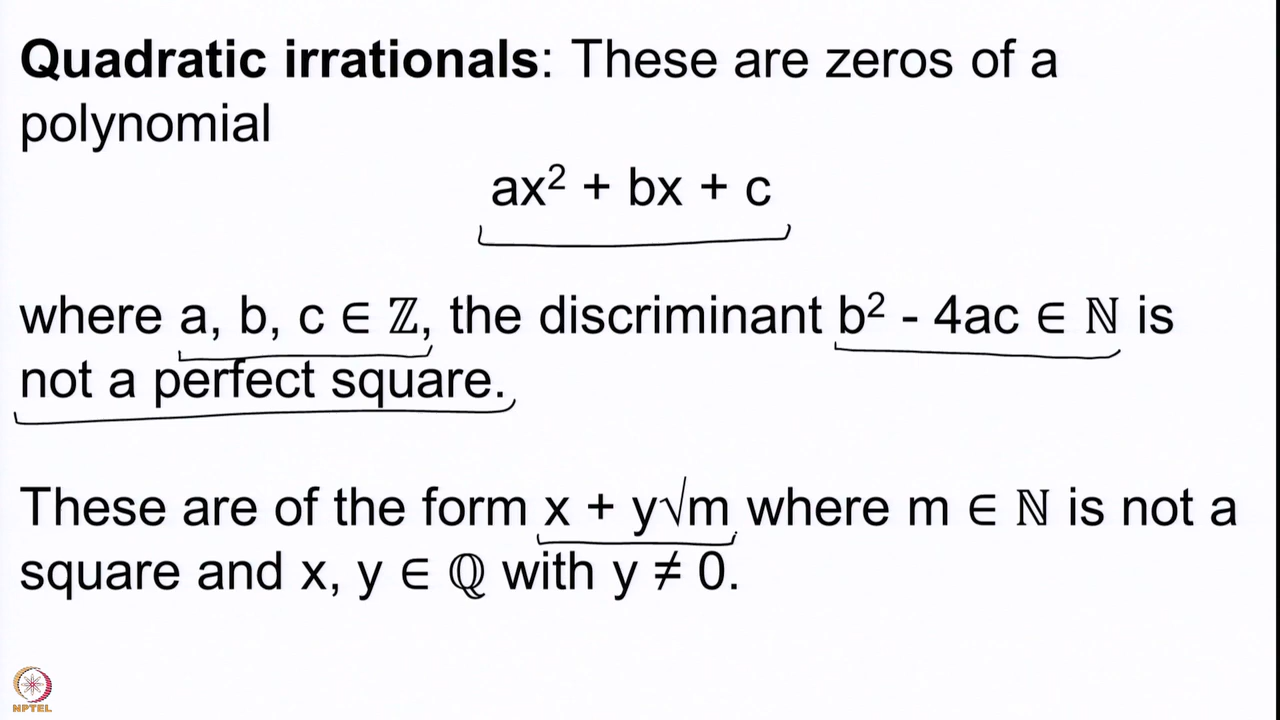 Quadratic irrationals: These are zeros of a
polynomial
ax² + bx + c
where a, b, c ∈ ℤ, the discriminant b² - 4ac ∈ ℕ is
not a perfect square.
These are of the form x + y√m where m ∈ ℕ is not a
square and x, y ∈ ℚ with y ≠ 0.
NPTEL